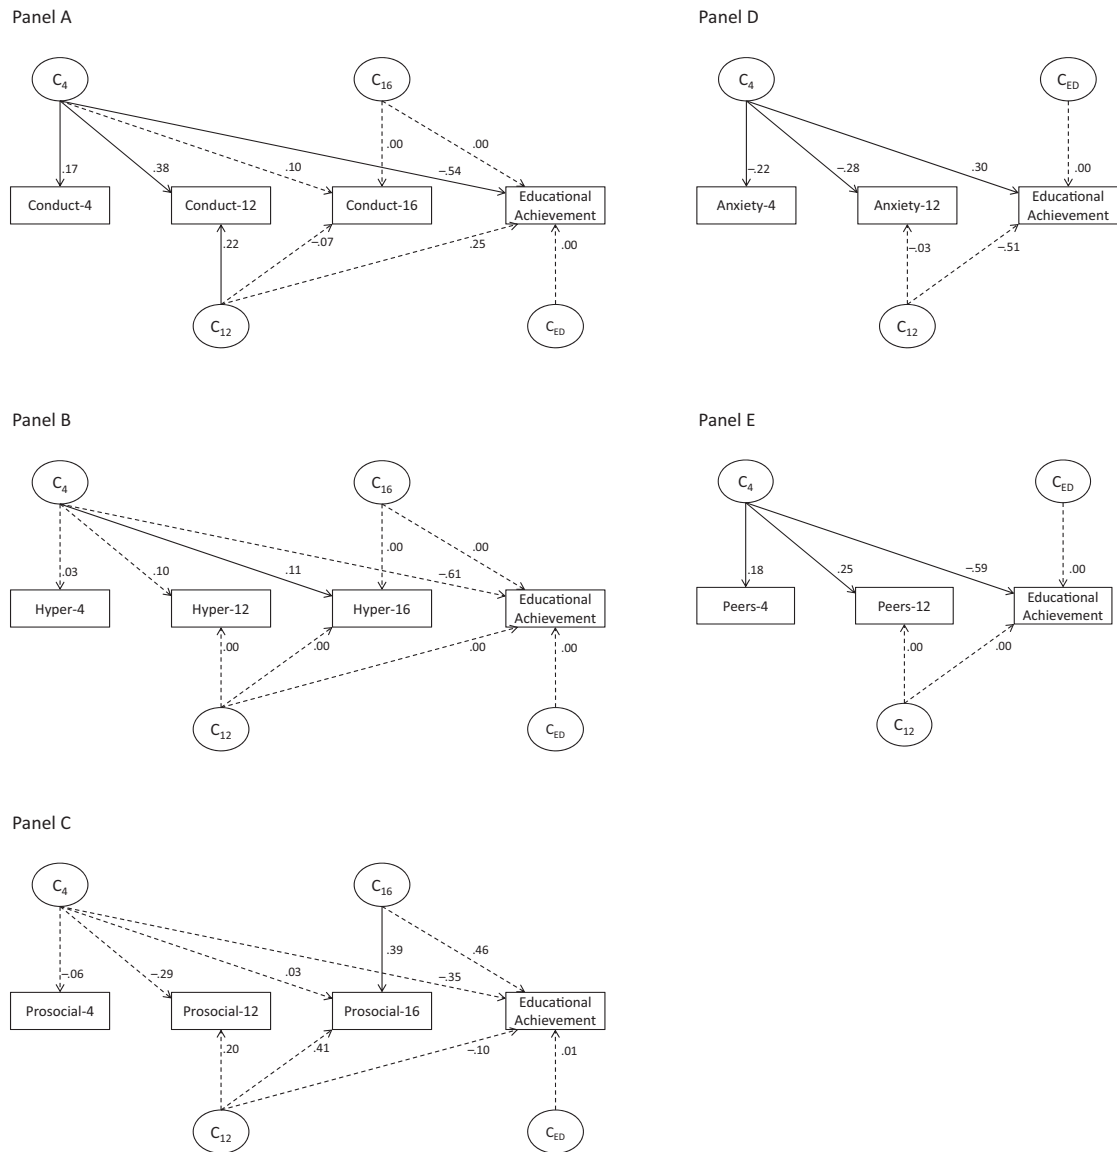 Panel A
C4
C16
.17
.38
.10
.00
.00
–.54
Conduct-4
Conduct-12
Conduct-16
Educational
Achievement
.22
–.07
.25
.00
C12
CED
Panel D
C4
CED
–.22
–.28
.30
.00
Anxiety-4
Anxiety-12
Educational
Achievement
–.03
–.51
C12
Panel B
C4
C16
.03
.10
.11
.00
.00
–.61
Hyper-4
Hyper-12
Hyper-16
Educational
Achievement
.00
.00
.00
.00
C12
CED
Panel E
C4
CED
.18
.25
–.59
.00
Peers-4
Peers-12
Educational
Achievement
.00
.00
C12
Panel C
C4
C16
–.06
–.29
.03
.39
.46
–.35
Prosocial-4
Prosocial-12
Prosocial-16
Educational
Achievement
.20
.41
–.10
.01
C12
CED